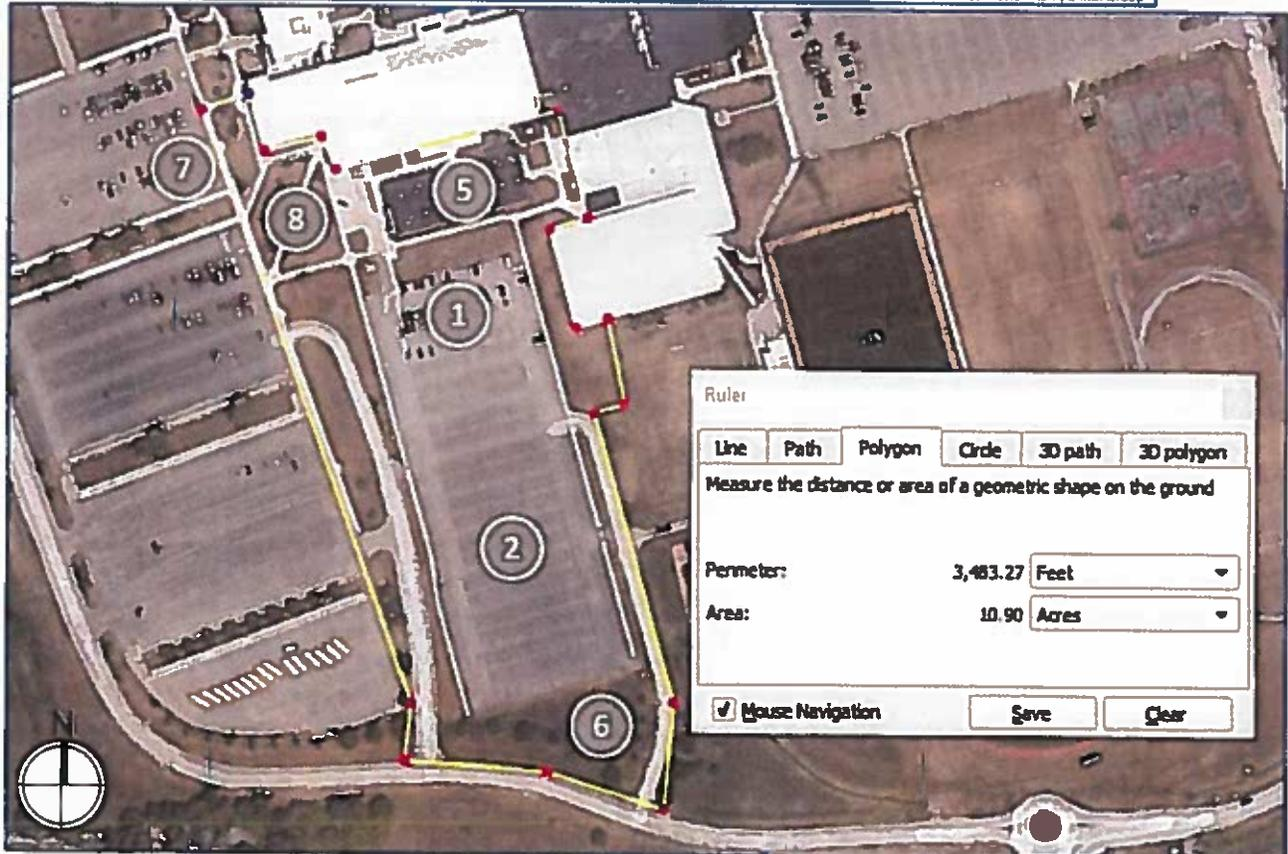 7
8
5
1
2
6
N
Ruler
Line Path Polygon Circle 3D path 3D polygon
Measure the distance or area of a geometric shape on the ground
Perimeter: 3,483.27 Feet
Area: 10.90 Acres
Mouse Navigation Save Clear